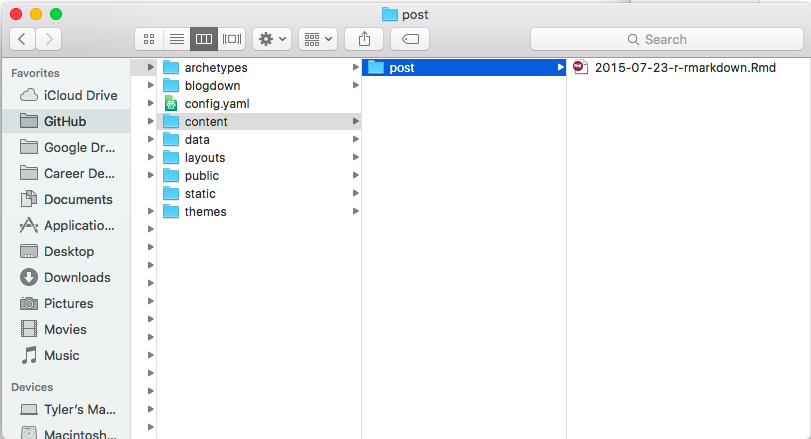 post
Search
Favorites
iCloud Drive
GitHub
Google Dr...
Career De...
Documents
Applicatio...
Desktop
Downloads
Pictures
Movies
Music
Devices
Tyler's Ma...
Macintosh...
archetypes
blogdown
config.yaml
content
data
layouts
public
static
themes
post
2015-07-23-r-rmarkdown.Rmd